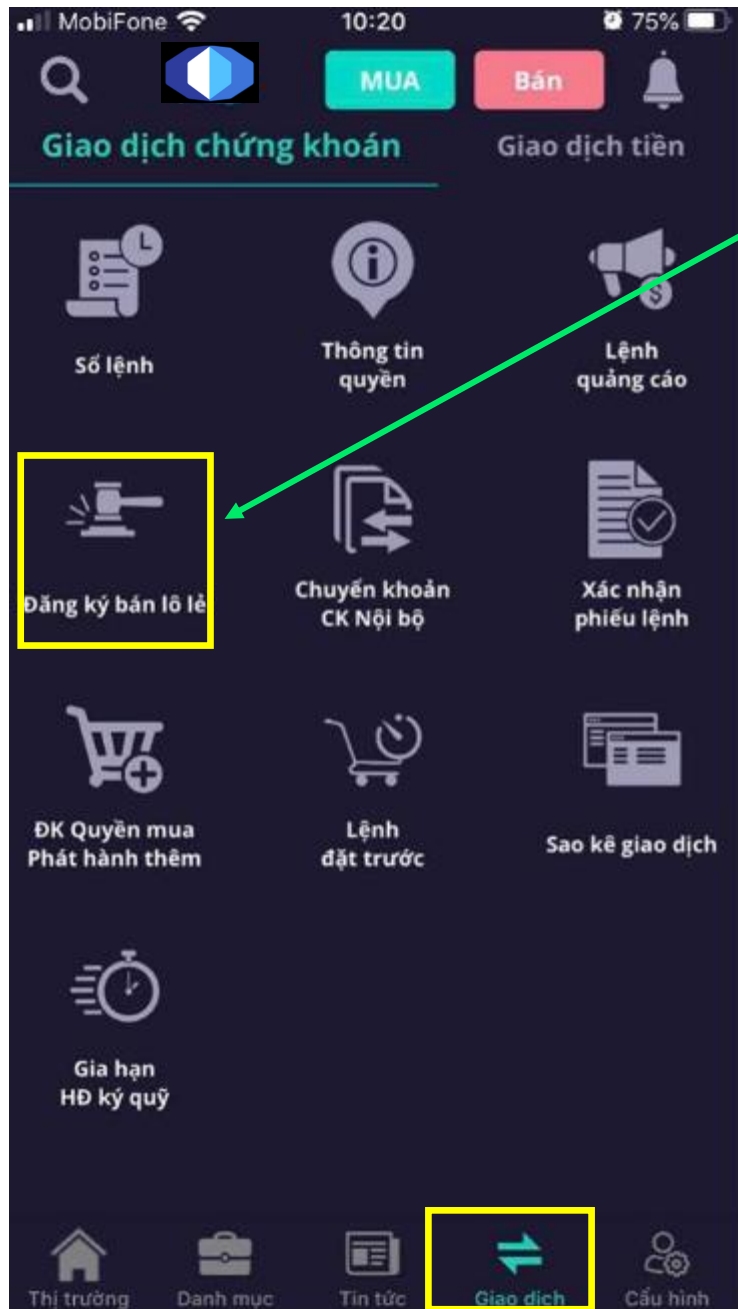 MobiFone
10:20
75%
MUA
Bán
Giao dịch chứng khoán
Giao dịch tiền
L
Sổ lệnh
Thông tin
quyền
$
Lệnh
quảng cáo
Đăng ký bán lô lẻ
Chuyển khoản
CK Nội bộ
Xác nhận
phiếu lệnh
ĐK Quyền mua
Phát hành thêm
Lệnh
đặt trước
Sao kê giao dịch
Gia hạn
HĐ ký quỹ
Thị trường
Danh mục
Tin tức
Giao dịch
Cấu hình